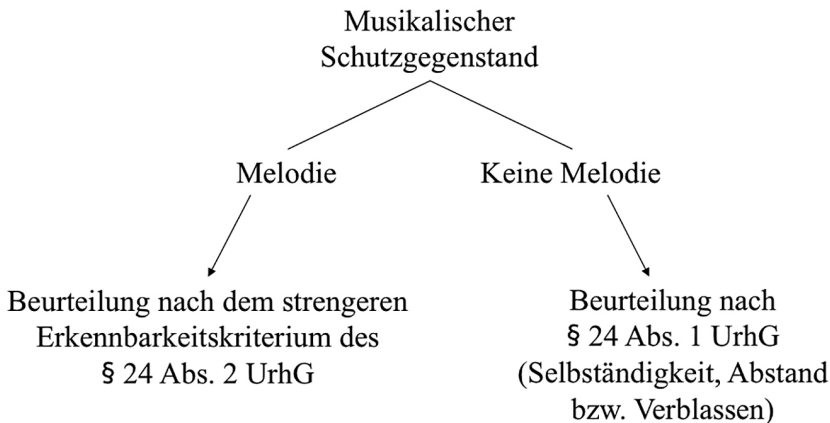 Musikalischer
Schutzgegenstand
Melodie
Keine Melodie
Beurteilung nach dem strengeren
Erkennbarkeitskriterium des
§ 24 Abs. 2 UrhG
Beurteilung nach
§ 24 Abs. 1 UrhG
(Selbständigkeit, Abstand
bzw. Verblassen)